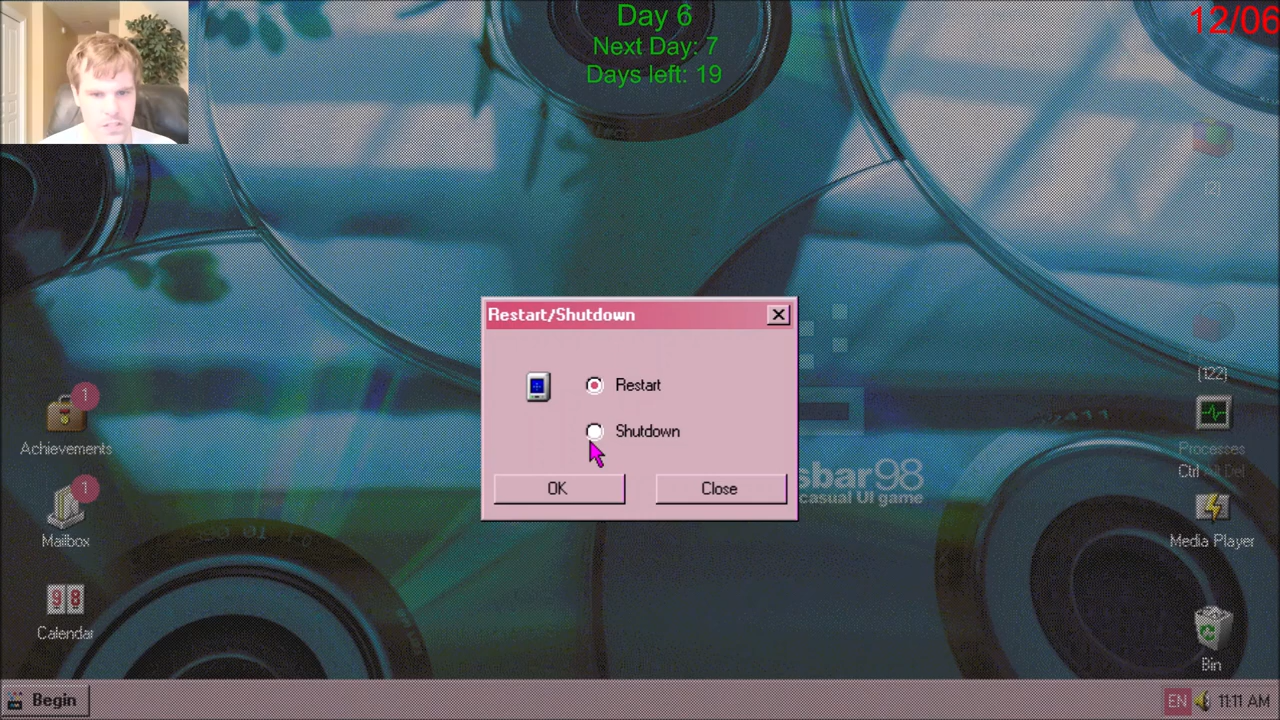 Day 6
Next Day: 7
Days left: 19
12/06
(2)
Restart/Shutdown
Restart
Shutdown
OK
Close
sbar98
casual UI game
(122)
Processes
Ctrl Alt Del
Media Player
Bin
1
Achievements
1
Mailbox
98
Calendar
Begin
EN
11:11 AM